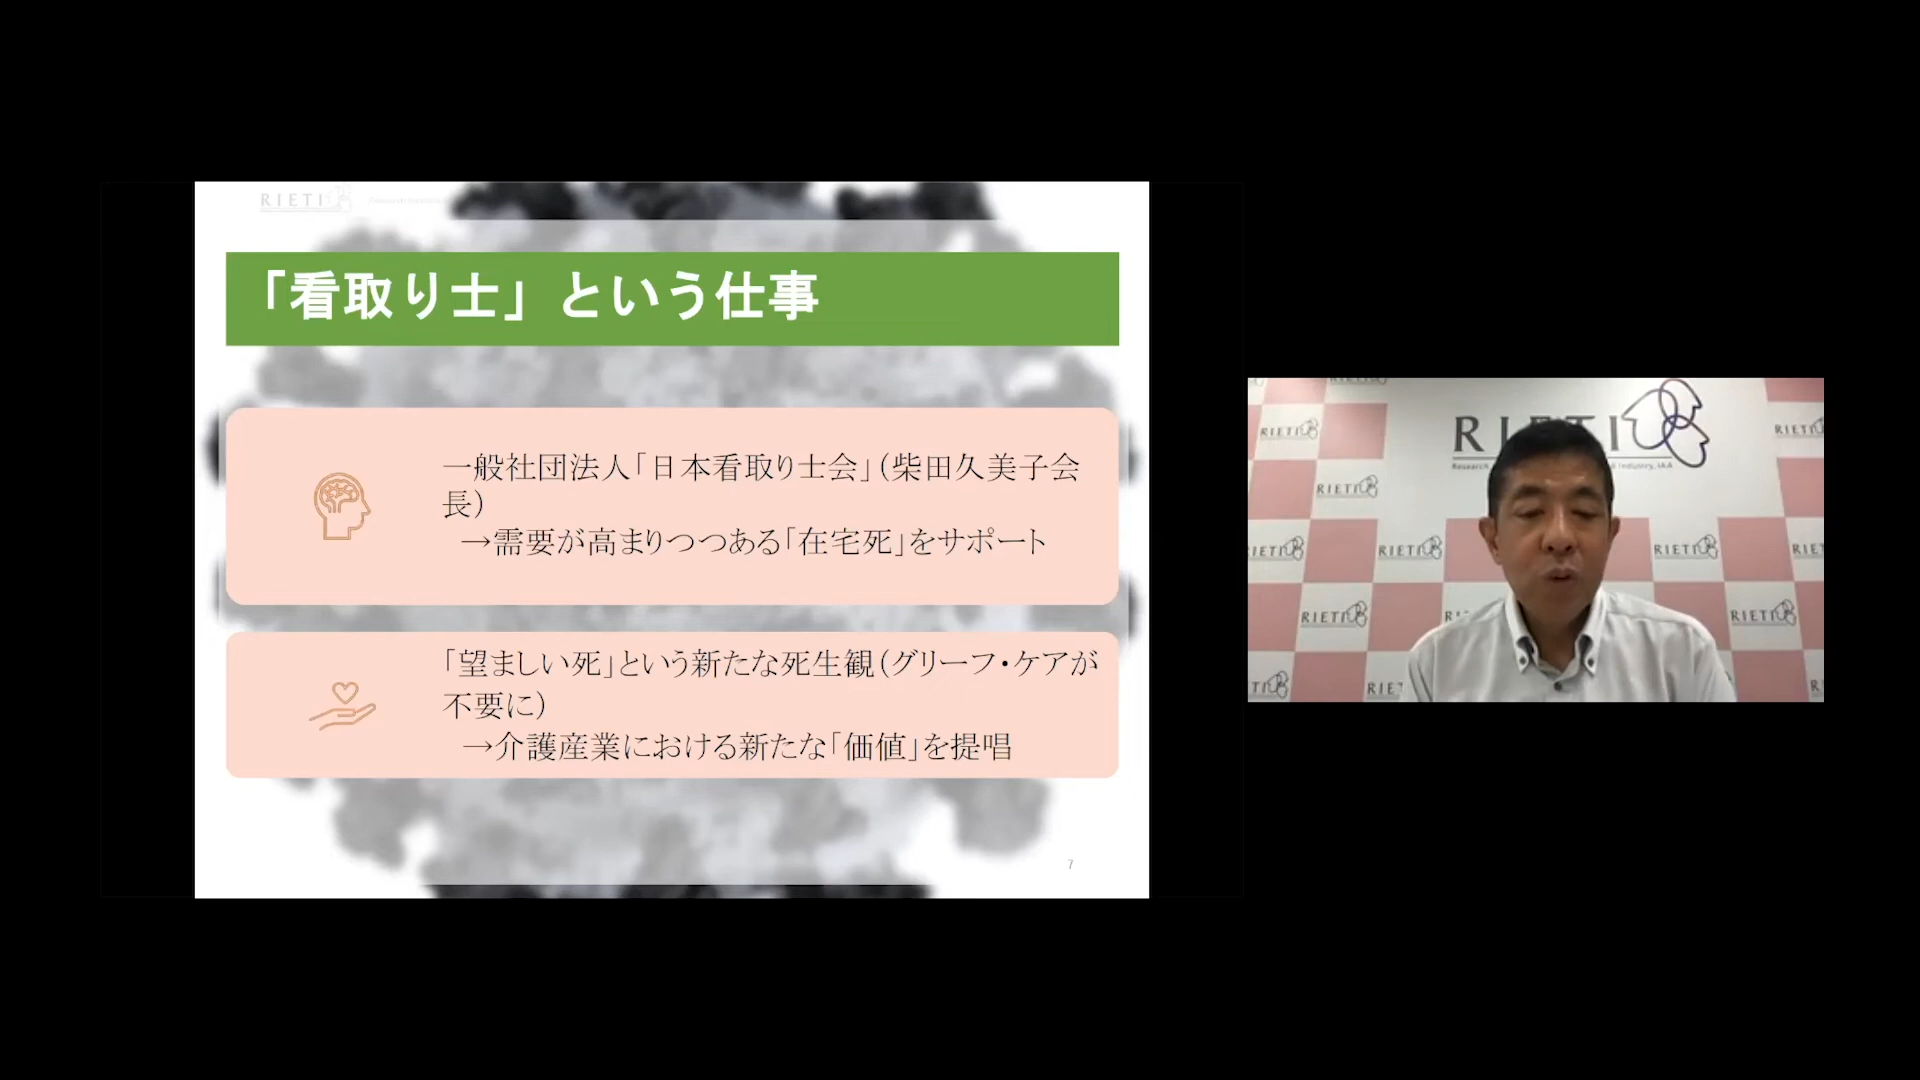 RIETI
「看取り士」という仕事
一般社団法人「日本看取り士会」（柴田久美子会
長）
→需要が高まりつつある「在宅死」をサポート
「望ましい死」という新たな死生観（グリーフ・ケアが
不要に）
→介護産業における新たな「価値」を提唱
7
RIETI
Research
Industry, IAA
RIETI
RIETI
RIETI
RIETI
RIETI
RIETI
RIETI
RIETI